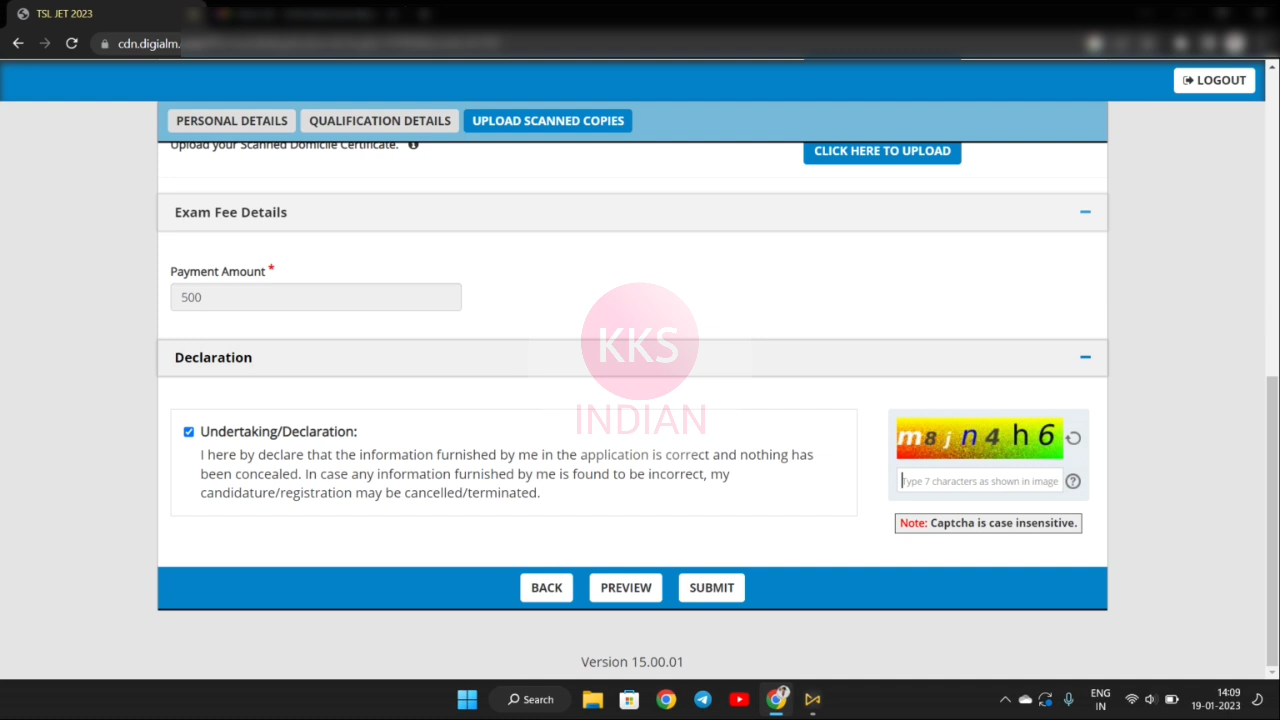 TSL JET 2023
cdn.digialm.
LOGOUT
PERSONAL DETAILS QUALIFICATION DETAILS UPLOAD SCANNED COPIES
Upload your Scanned Domicile Certificate.
CLICK HERE TO UPLOAD
Exam Fee Details
Payment Amount *
500
KKS
INDIAN
Declaration
Undertaking/Declaration:
I here by declare that the information furnished by me in the application is correct and nothing has
been concealed. In case any information furnished by me is found to be incorrect, my
candidature/registration may be cancelled/terminated.
m8jn4h6
Type 7 characters as shown in image
Note: Captcha is case insensitive.
BACK PREVIEW SUBMIT
Version 15.00.01
Search
ENG
IN
14:09
19-01-2023